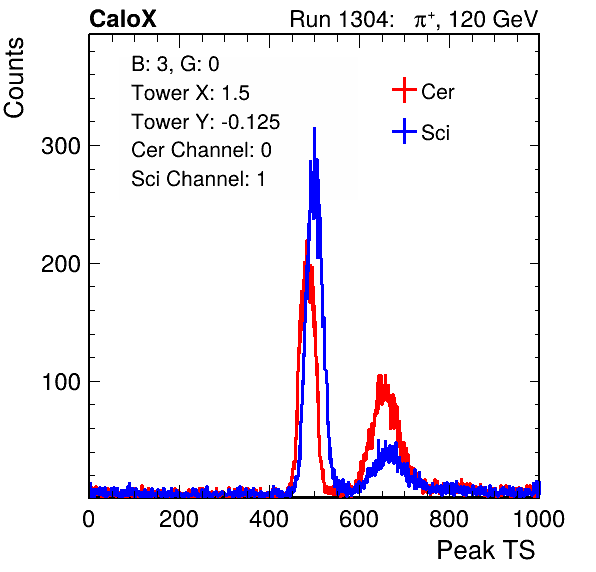 CaloX Run 1304: π+, 120 GeV
Counts
B: 3, G: 0
Tower X: 1.5
Tower Y: -0.125
Cer Channel: 0
Sci Channel: 1
Cer
Sci
300
200
100
0 200 400 600 800 1000
Peak TS